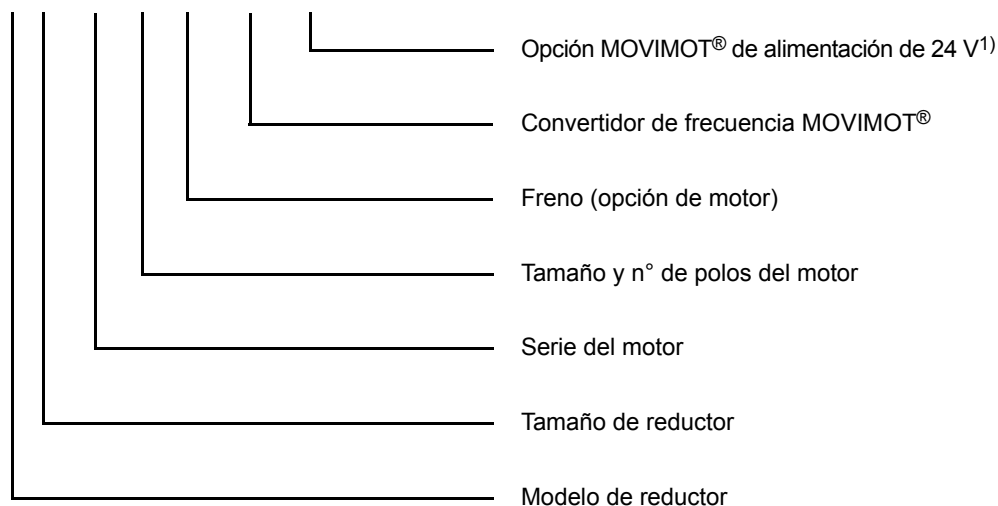 Opción MOVIMOT® de alimentación de 24 V1)
Convertidor de frecuencia MOVIMOT®
Freno (opción de motor)
Tamaño y n° de polos del motor
Serie del motor
Tamaño de reductor
Modelo de reductor